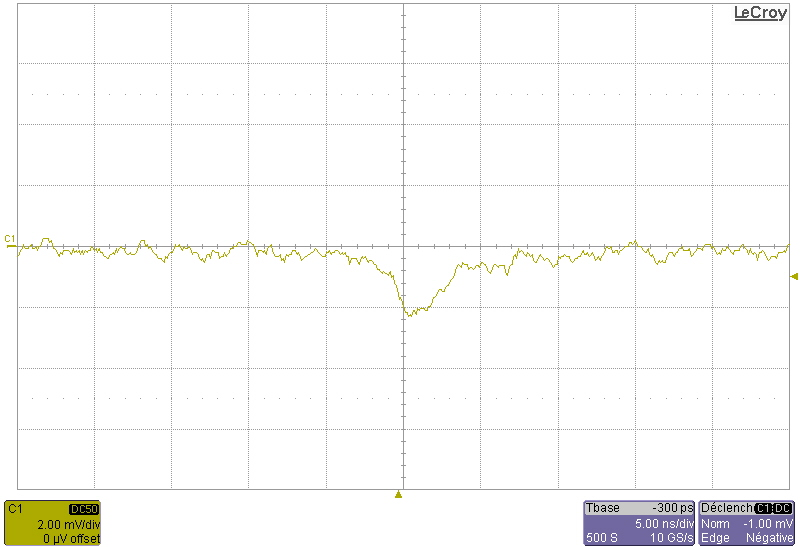 LeCroy
C1
C1 DC50
2.00 mV/div
0 µV offset
Tbase -300 ps
5.00 ns/div
500 S 10 GS/s
Déclench C1 DC
Norm -1.00 mV
Edge Négative